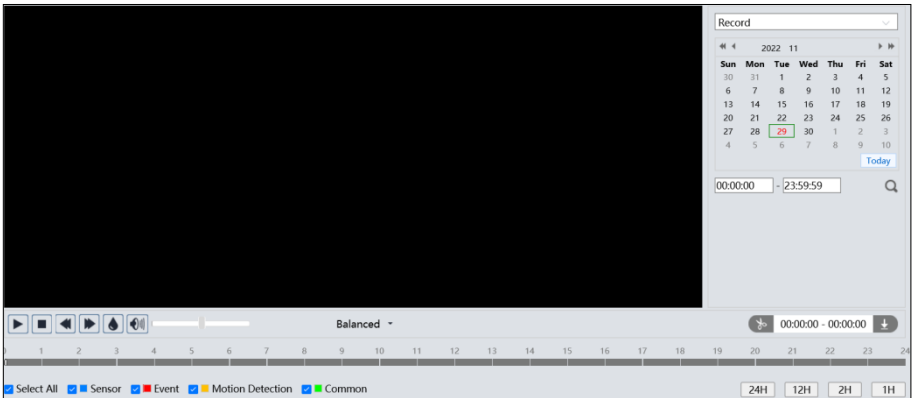 Record
2022 11
Sun Mon Tue Wed Thu Fri Sat
30 31 1 2 3 4 5
6 7 8 9 10 11 12
13 14 15 16 17 18 19
20 21 22 23 24 25 26
27 28 29 30 1 2 3
4 5 6 7 8 9 10
Today
00:00:00 - 23:59:59
Balanced
00:00:00 - 00:00:00
0 1 2 3 4 5 6 7 8 9 10 11 12 13 14 15 16 17 18 19 20 21 22 23 24
Select All Sensor Event Motion Detection Common
24H 12H 2H 1H